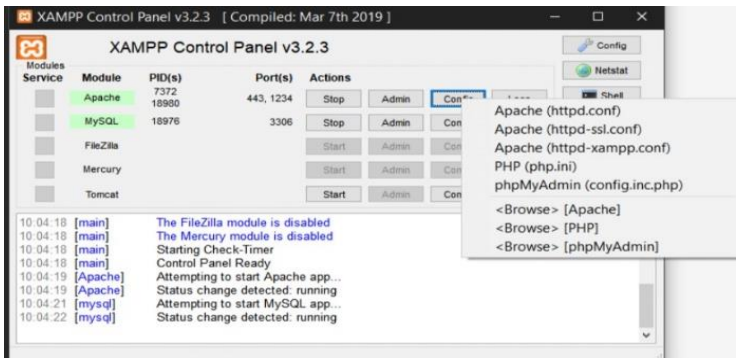 XAMPP Control Panel v3.2.3 [ Compiled: Mar 7th 2019 ]
XAMPP Control Panel v3.2.3
Config
Modules
Service Module PID(s) Port(s) Actions
Netstat
Apache 7372 18980 443, 1234 Stop Admin Config
Shell
MySQL 18976 3306 Stop Admin
FileZilla Start Admin
Mercury Start Admin
Tomcat Start Admin
Apache (httpd.conf)
Apache (httpd-ssl.conf)
Apache (httpd-xampp.conf)
PHP (php.ini)
phpMyAdmin (config.inc.php)
<Browse> [Apache]
<Browse> [PHP]
<Browse> [phpMyAdmin]
10:04:18 [main] The FileZilla module is disabled
10:04:18 [main] The Mercury module is disabled
10:04:18 [main] Starting Check-Timer
10:04:18 [main] Control Panel Ready
10:04:19 [Apache] Attempting to start Apache app...
10:04:19 [Apache] Status change detected: running
10:04:21 [mysql] Attempting to start MySQL app...
10:04:22 [mysql] Status change detected: running